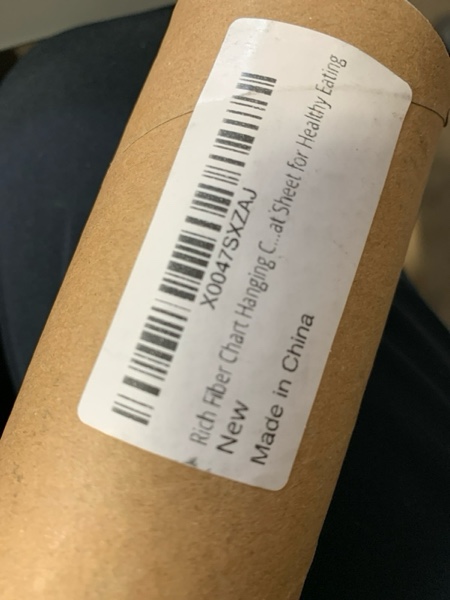 X0047SXZAJ
Rich Fiber Chart Hanging C...at Sheet for Healthy Eating
New
Made in China